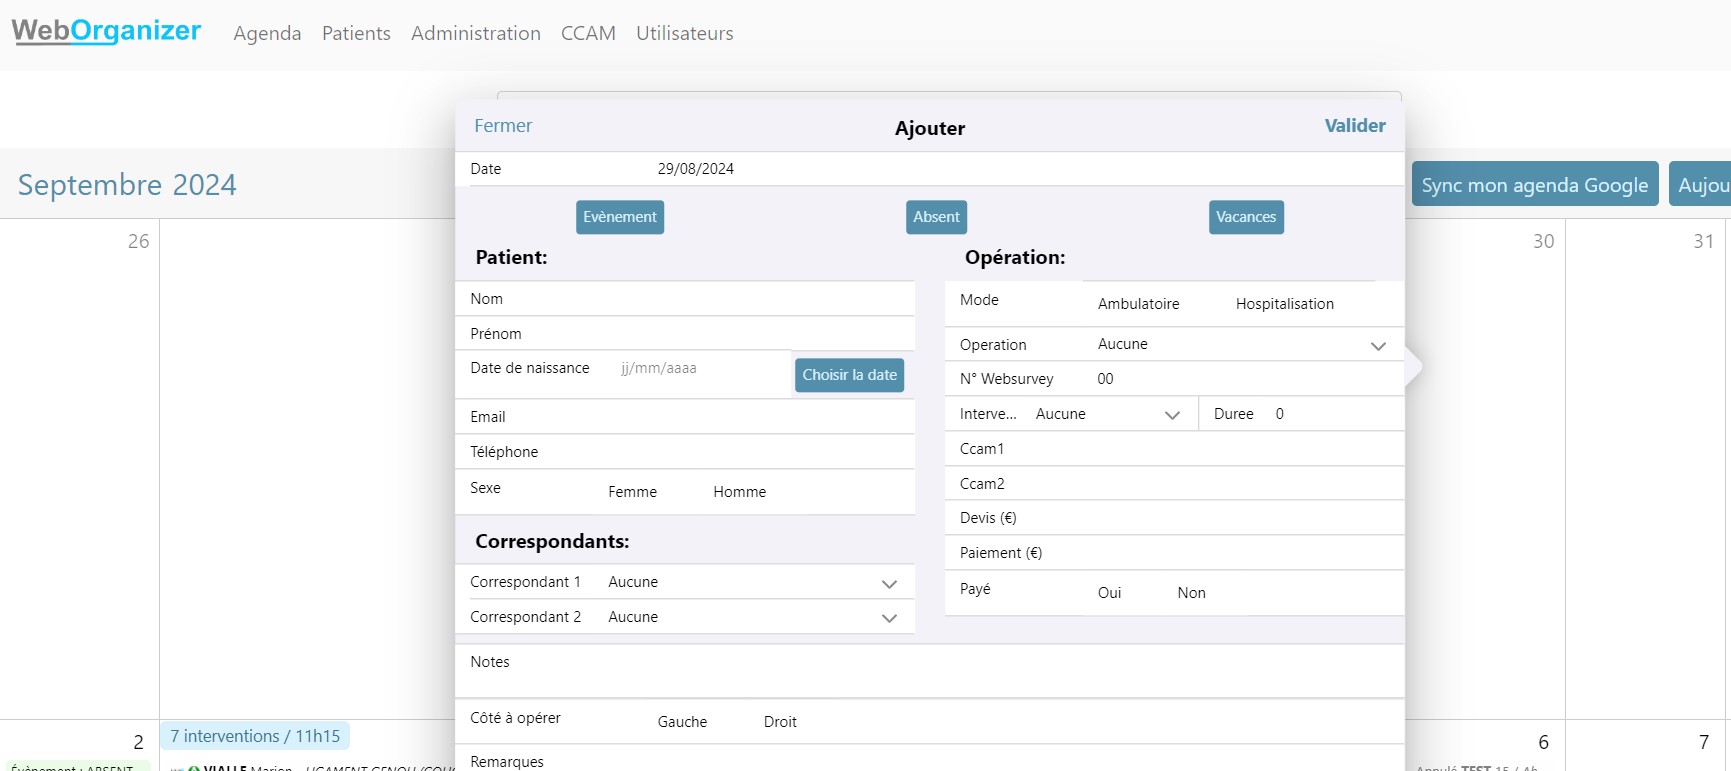 WebOrganizer Agenda Patients Administration CCAM Utilisateurs
Fermer Ajouter Valider
Date 29/08/2024
Septembre 2024 Sync mon agenda Google Aujou
Evènement Absent Vacances
26 30 31
Patient: Opération:
Nom
Mode Ambulatoire Hospitalisation
Prénom
Operation Aucune
Date de naissance jj/mm/aaaa Choisir la date
N° Websurvey 00
Email
Interve... Aucune Duree 0
Téléphone
Ccam1
Sexe Femme Homme
Ccam2
Devis (€)
Correspondants:
Paiement (€)
Correspondant 1 Aucune
Payé Oui Non
Correspondant 2 Aucune
Notes
Côté à opérer Gauche Droit
2 7 interventions / 11h15 6 7
Remarques
Évènement : ABSENT VIALLE Marion - LIGAMENT GENOU Annulé TEST 15 / Ah